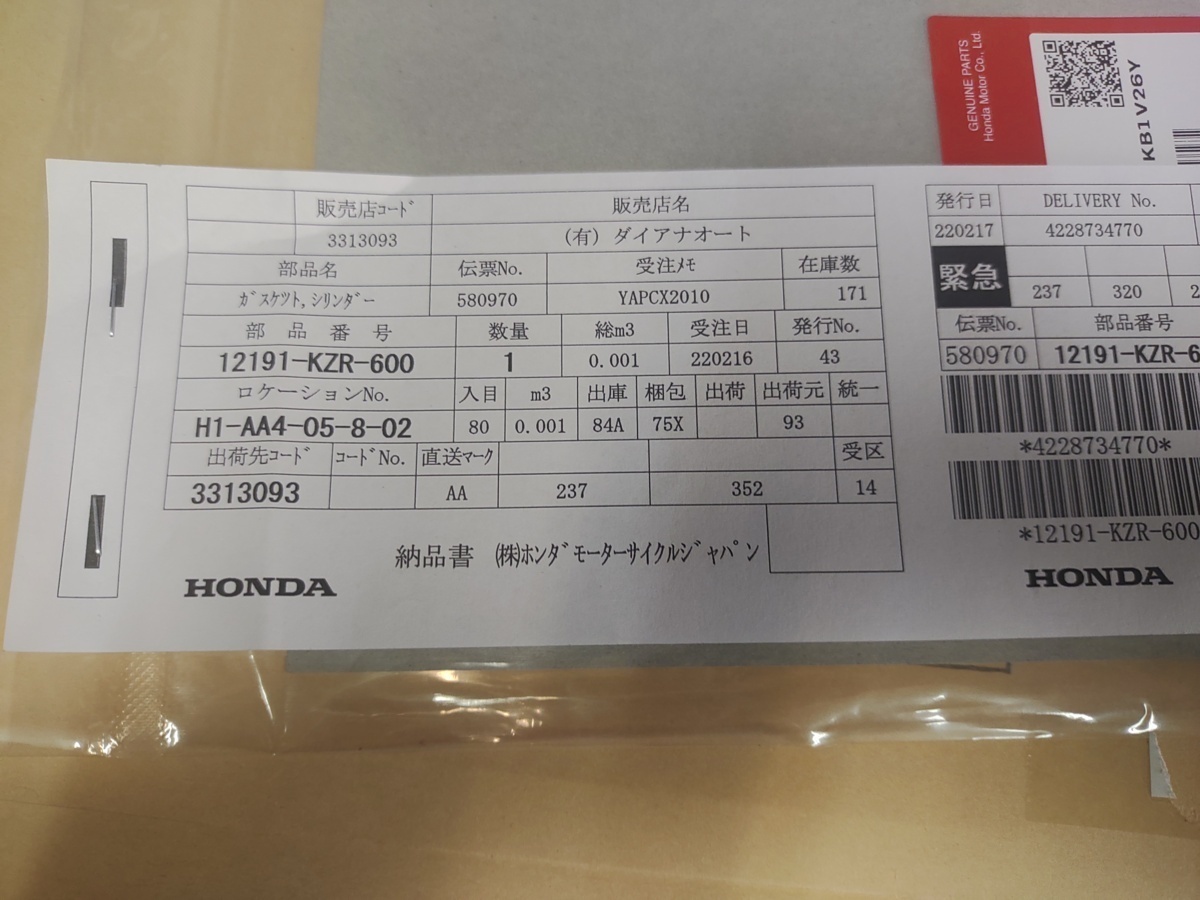 GENUINE PARTS
Honda Motor Co., Ltd.
KB1V26Y
販売店ｺｰﾄﾞ 販売店名
3313093 (有) ダイアナオート
部品名 伝票No. 受注ﾒﾓ 在庫数
ｶﾞｽｹﾂﾄ,ｼﾘﾝﾀﾞｰ 580970 YAPCX2010 171
部品番号 数量 総m3 受注日 発行No.
12191-KZR-600 1 0.001 220216 43
ロケーションNo. 入目 m3 出庫 梱包 出荷 出荷元 統一
H1-AA4-05-8-02 80 0.001 84A 75X 93
出荷先ｺｰﾄﾞ ｺｰﾄﾞNo. 直送ﾏｰｸ 受区
3313093 AA 237 352 14
納品書 ㈱ﾎﾝﾀﾞﾓｰﾀｰｻｲｸﾙｼﾞｬﾊﾟﾝ
HONDA
発行日 DELIVERY No.
220217 4228734770
緊急 237 320 2
伝票No. 部品番号
580970 12191-KZR-6
*4228734770*
*12191-KZR-600
HONDA